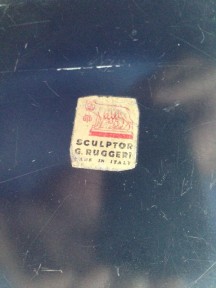 SCULPTOR
G. RUGGERI
MADE IN ITALY